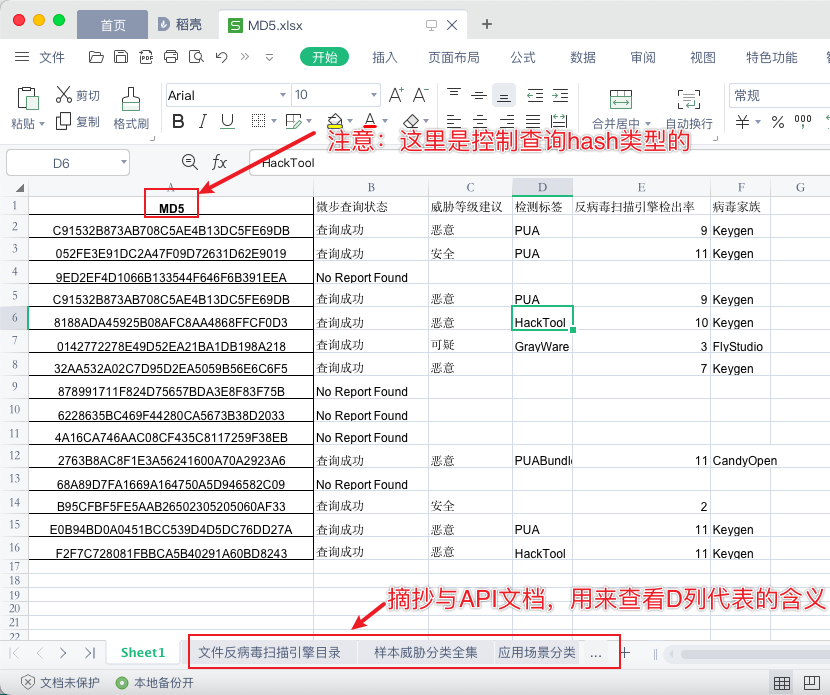 首页 稻壳 S MD5.xlsx
文件 开始 插入 页面布局 公式 数据 审阅 视图 特色功能
粘贴 剪切 复制 格式刷 Arial 10 A+ A- B I U A 合并居中 自动换行 常规 ¥ %
注意：这里是控制查询hash类型的
D6 fx HackTool
A B C D E F G
1 MD5 微步查询状态 威胁等级建议 检测标签 反病毒扫描引擎检出率 病毒家族
2 C91532B873AB708C5AE4B13DC5FE69DB 查询成功 恶意 PUA 9 Keygen
3 052FE3E91DC2A47F09D72631D62E9019 查询成功 安全 PUA 11 Keygen
4 9ED2EF4D1066B133544F646F6B391EEA No Report Found
5 C91532B873AB708C5AE4B13DC5FE69DB 查询成功 恶意 PUA 9 Keygen
6 8188ADA45925B08AFC8AA4868FFCF0D3 查询成功 恶意 HackTool 10 Keygen
7 0142772278E49D52EA21BA1DB198A218 查询成功 可疑 GrayWare 3 FlyStudio
8 32AA532A02C7D95D2EA5059B56E6C6F5 查询成功 恶意 7 Keygen
9 878991711F824D75657BDA3E8F83F75B No Report Found
10 6228635BC469F44280CA5673B38D2033 No Report Found
11 4A16CA746AAC08CF435C8117259F38EB No Report Found
12 2763B8AC8F1E3A56241600A70A2923A6 查询成功 恶意 PUABundle 11 CandyOpen
13 68A89D7FA1669A164750A5D946582C09 No Report Found
14 B95CFBF5FE5AAB26502305205060AF33 查询成功 安全 2
15 E0B94BD0A0451BCC539D4D5DC76DD27A 查询成功 恶意 PUA 11 Keygen
16 F2F7C728081FBBCA5B40291A60BD8243 查询成功 恶意 HackTool 11 Keygen
17
18
19
20
21
22
摘抄与API文档，用来查看D列代表的含义
Sheet1 文件反病毒扫描引擎目录 样本威胁分类全集 应用场景分类 ... +
文档未保护 本地备份开